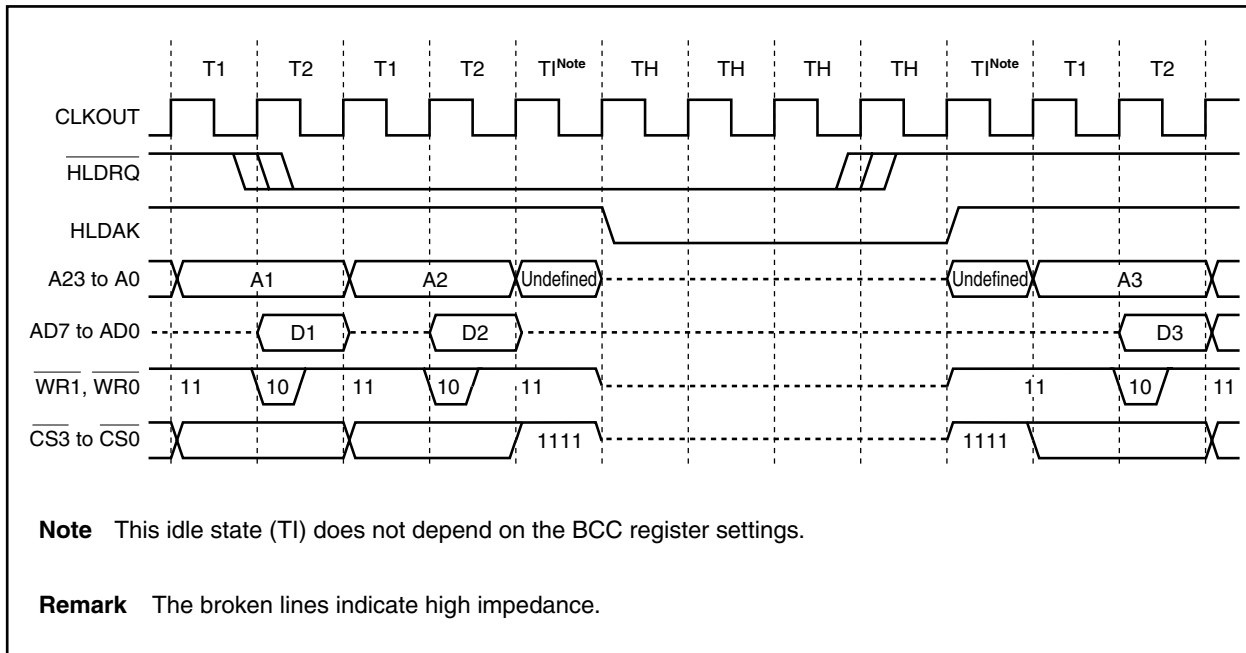 T1 T2 T1 T2 TINote TH TH TH TH TINote T1 T2
CLKOUT
HLDRQ
HLDAK
A23 to A0 A1 A2 Undefined Undefined A3
AD7 to AD0 D1 D2 D3
WR1, WR0 11 10 11 10 11 11 10 11
CS3 to CS0 1111 1111
Note This idle state (TI) does not depend on the BCC register settings.
Remark The broken lines indicate high impedance.